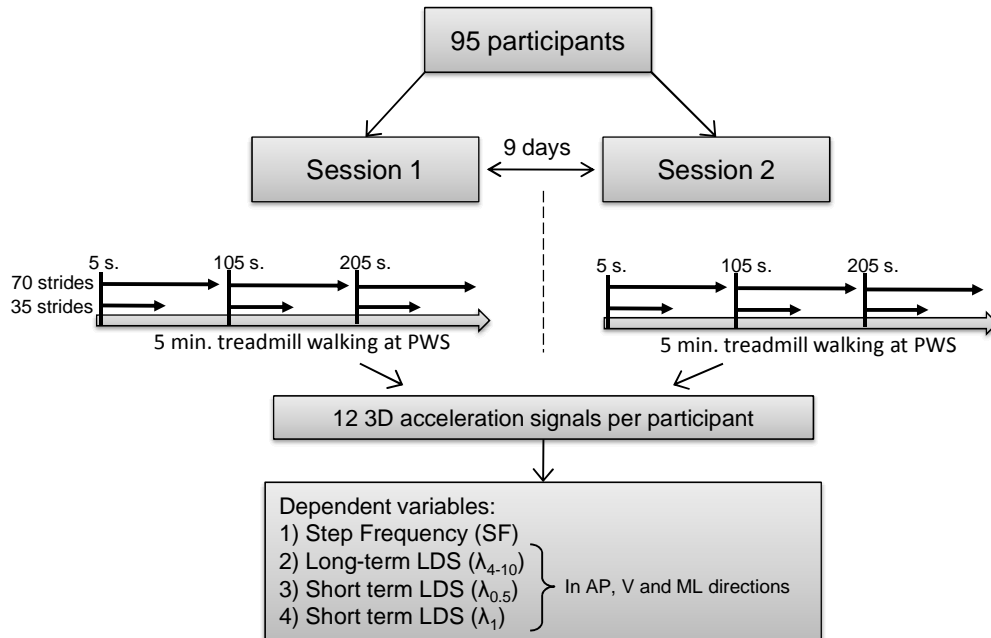 95 participants
Session 1
9 days
Session 2
5 s.
105 s.
205 s.
70 strides
35 strides
5 min. treadmill walking at PWS
5 s.
105 s.
205 s.
5 min. treadmill walking at PWS
12 3D acceleration signals per participant
Dependent variables:
1) Step Frequency (SF)
2) Long-term LDS (λ4-10)
3) Short term LDS (λ0.5)
4) Short term LDS (λ1)
In AP, V and ML directions